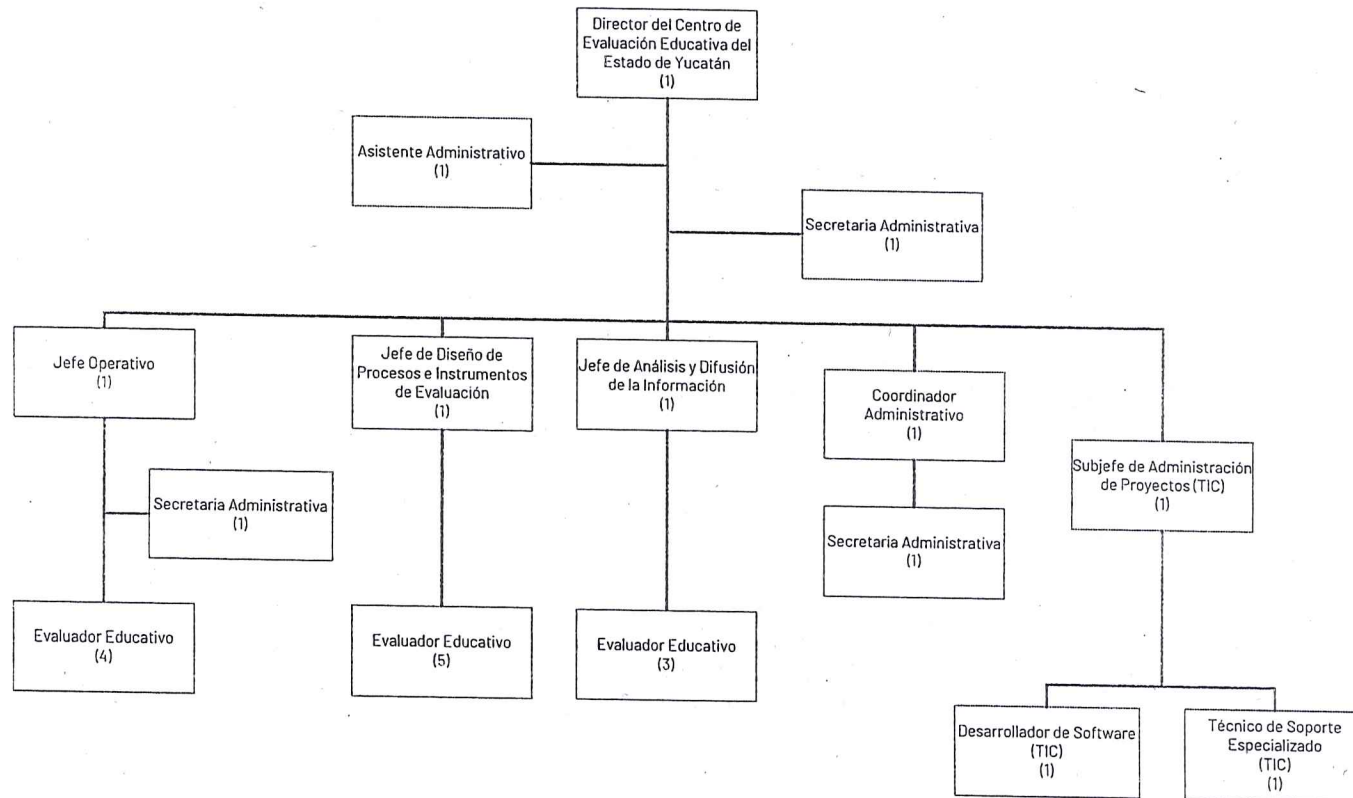 Director del Centro de
Evaluación Educativa del
Estado de Yucatán
(1)
Asistente Administrativo
(1)
Secretaria Administrativa
(1)
Jefe Operativo
(1)
Jefe de Diseño de
Procesos e Instrumentos
de Evaluación
(1)
Jefe de Análisis y Difusión
de la Información
(1)
Coordinador
Administrativo
(1)
Subjefe de Administración
de Proyectos (TIC)
(1)
Secretaria Administrativa
(1)
Secretaria Administrativa
(1)
Evaluador Educativo
(4)
Evaluador Educativo
(5)
Evaluador Educativo
(3)
Desarrollador de Software
(TIC)
(1)
Técnico de Soporte
Especializado
(TIC)
(1)